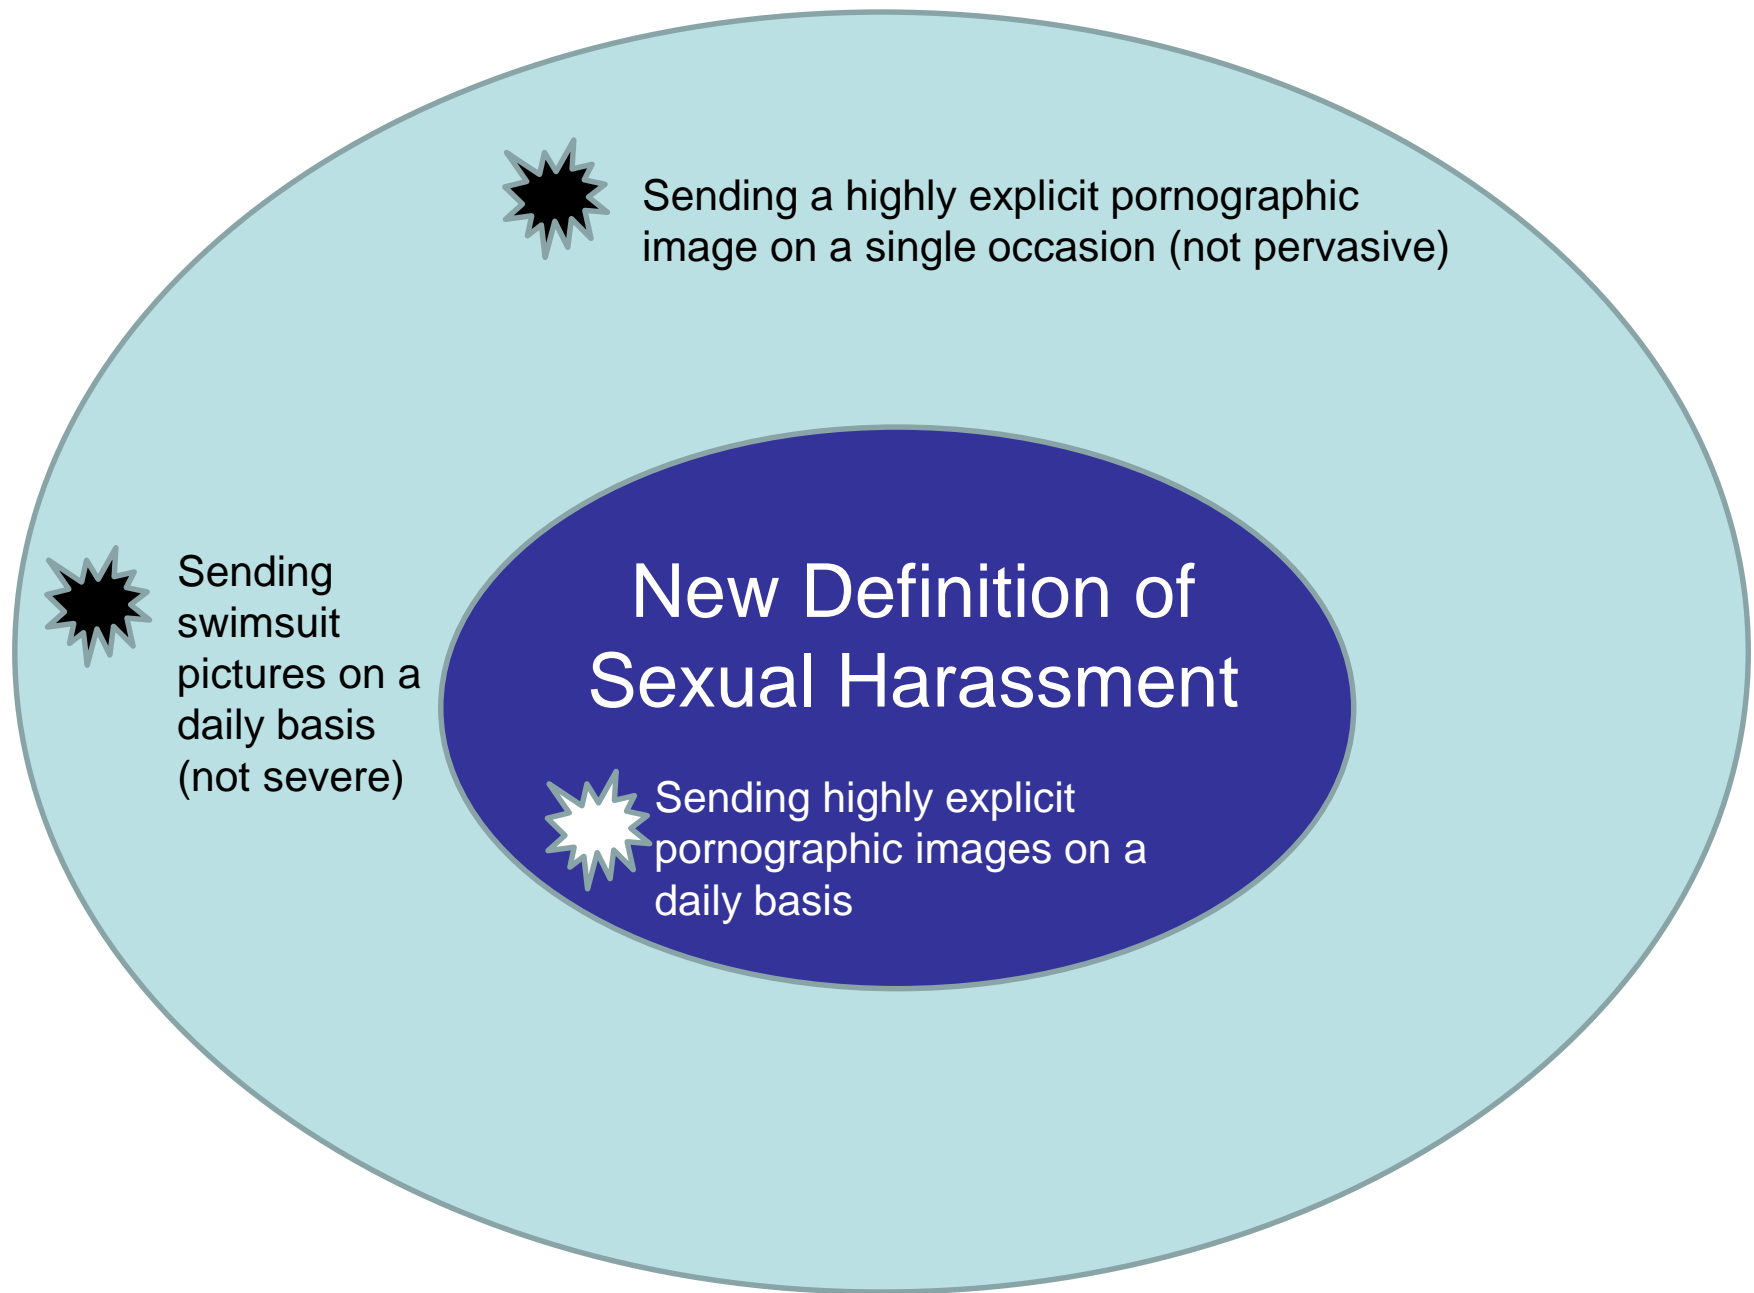 Sending a highly explicit pornographic
image on a single occasion (not pervasive)
Sending
swimsuit
pictures on a
daily basis
(not severe)
New Definition of
Sexual Harassment
Sending highly explicit
pornographic images on a
daily basis